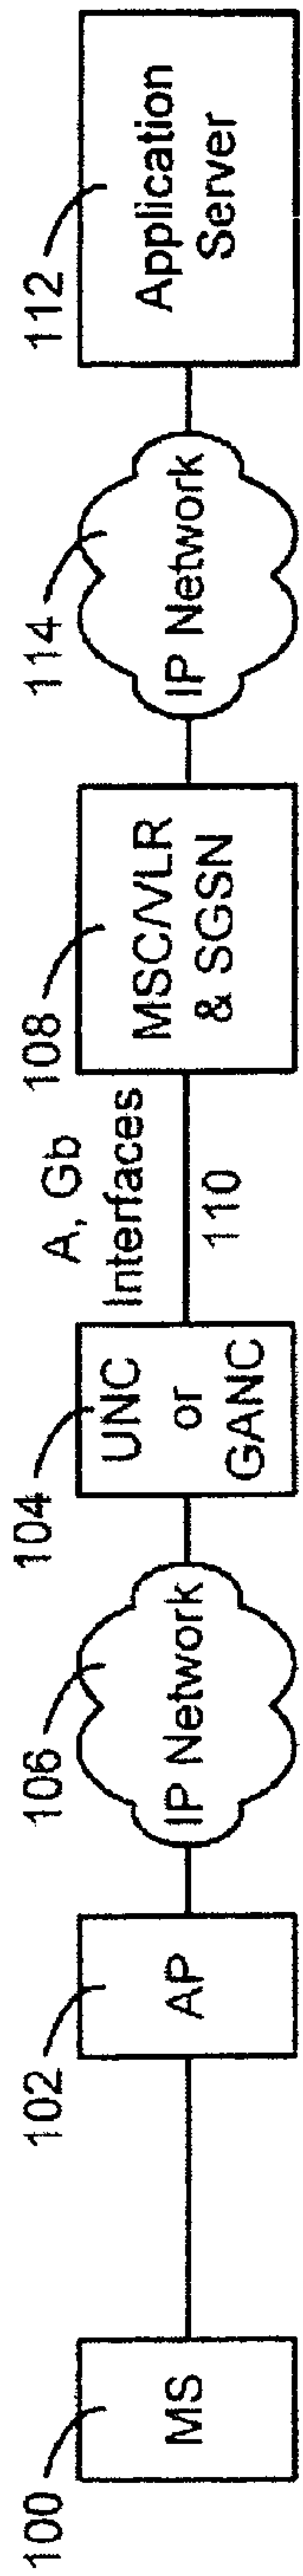 100
MS
102
AP
106
IP Network
104
UNC
or
GANC
A, Gb
Interfaces
110
108
MSC/VLR
& SGSN
114
IP Network
112
Application
Server